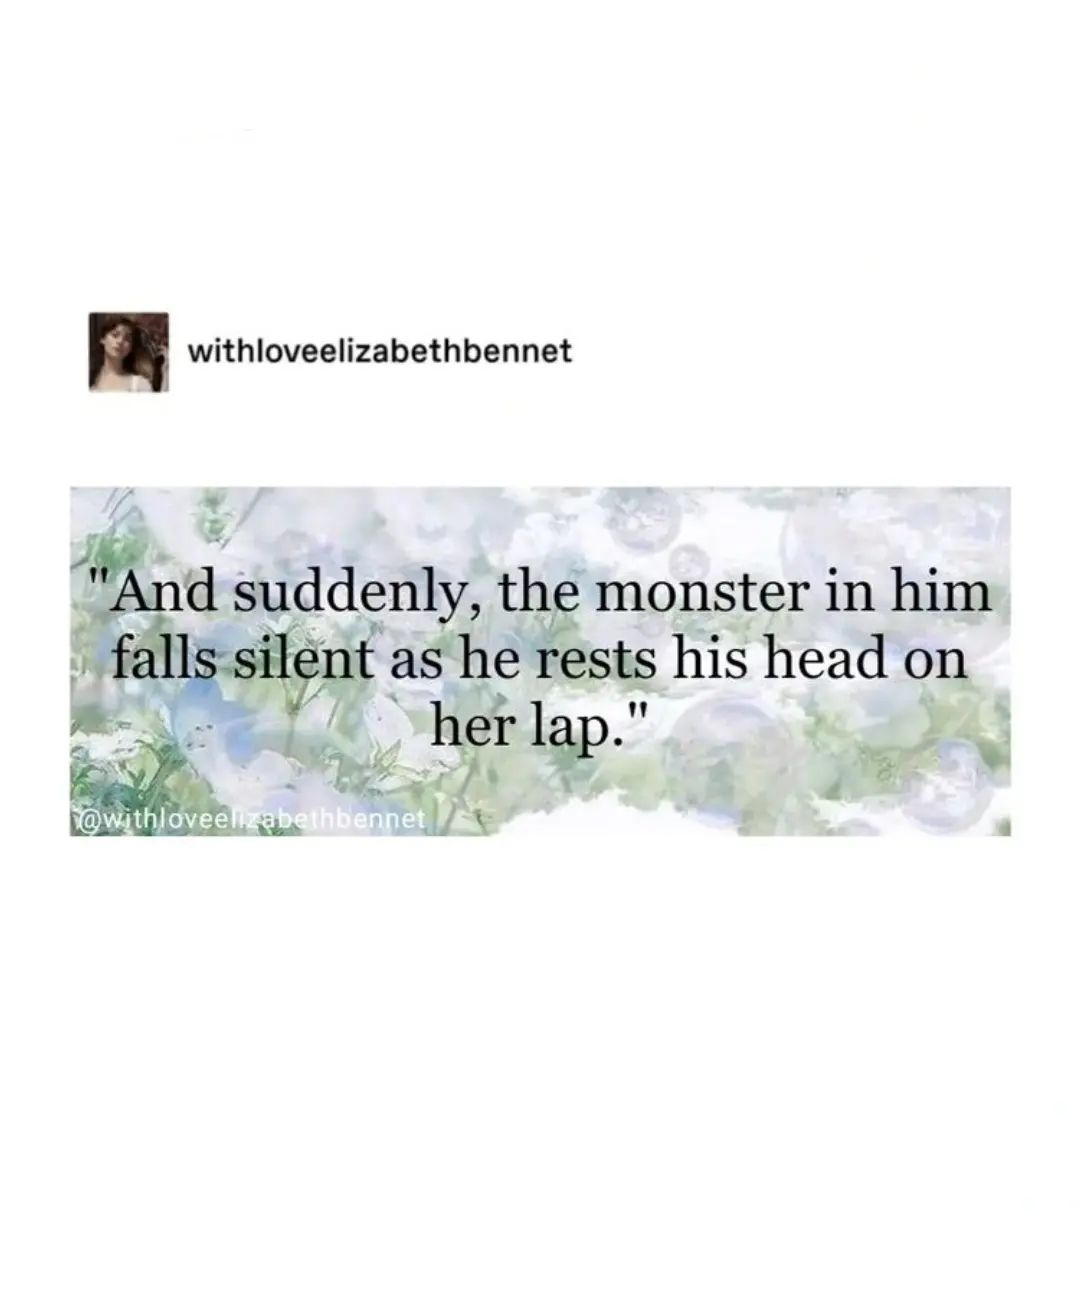 withloveelizabethbennet
"And suddenly, the monster in him
falls silent as he rests his head on
her lap."
@withloveelizabethbennet